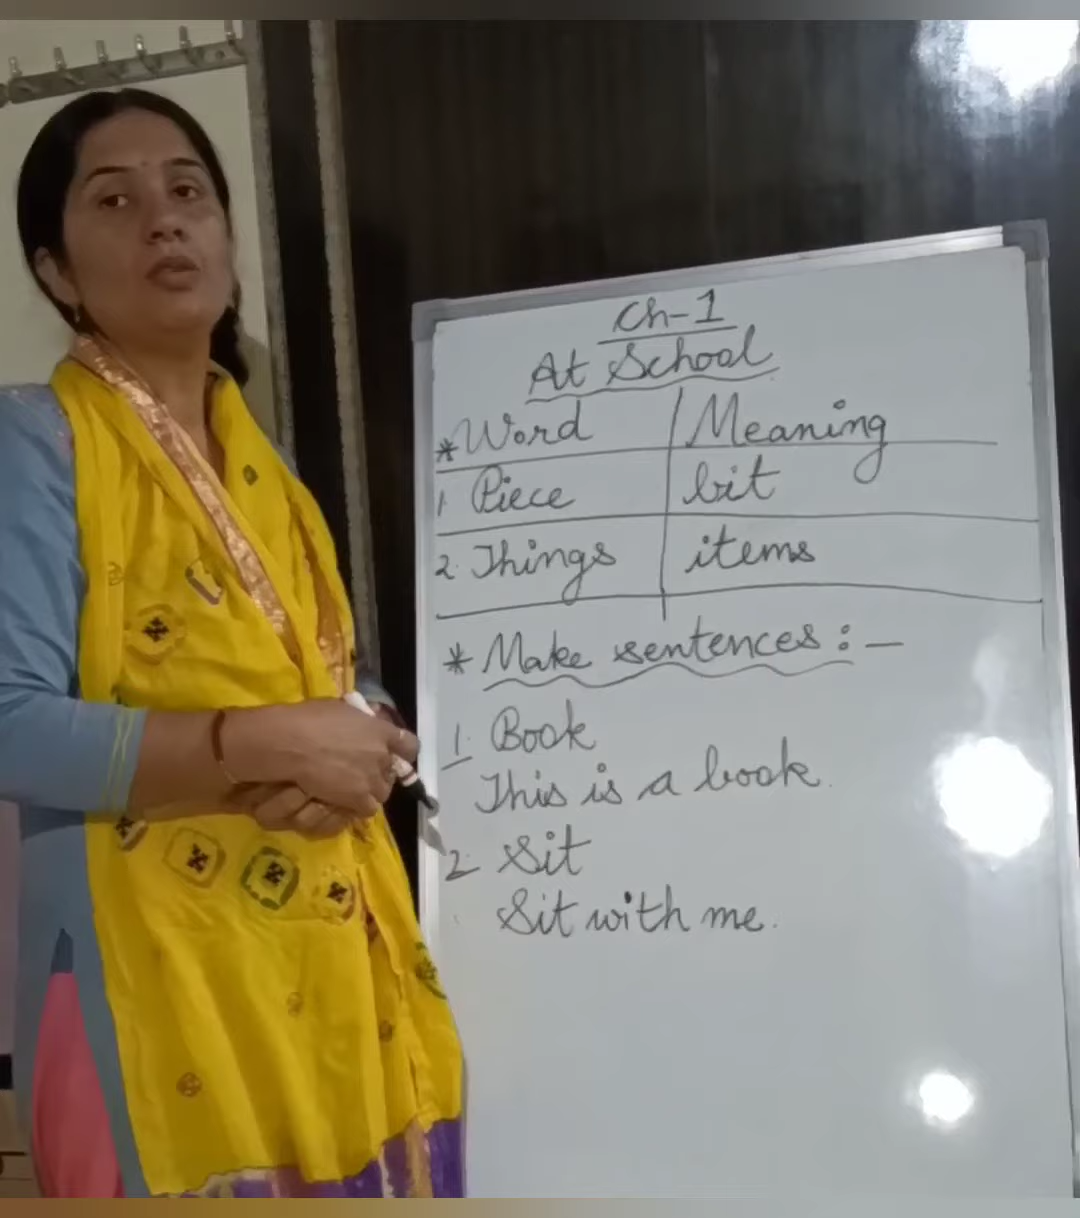 Ch-1
At School
*Word Meaning
1 Piece bit
2. Things items
* Make sentences :-
1. Book
This is a book.
2. Sit
Sit with me.